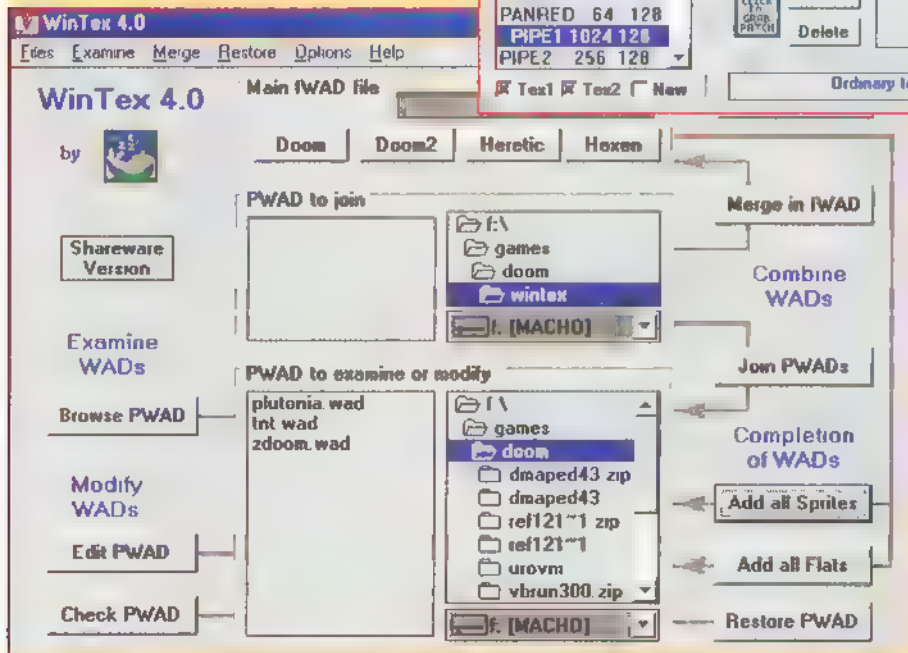 WinTex 4.0
Files Examine Merge Restore Options Help
PANRED 64 128
PIPE1 1024 128
PIPE2 256 128
Tex1 Tex2 New
CLICK
TO
GRAB
PATCH
Delete
Ordinary
WinTex 4.0
by
Shareware
Version
Main IWAD file
Doom Doom2 Heretic Hexen
PWAD to join
f:\
games
doom
wintex
f: [MACHO]
Merge in IWAD
Combine
WADs
Join PWADs
Examine
WADs
Browse PWAD
Modify
WADs
Edit PWAD
Check PWAD
PWAD to examine or modify
plutonia.wad
tnt.wad
zdoom.wad
f:\
games
doom
dmaped43.zip
dmaped43
ref121~1.zip
ref121~1
urovm
vbrun300.zip
f: [MACHO]
Completion
of WADs
Add all Sprites
Add all Flats
Restore PWAD